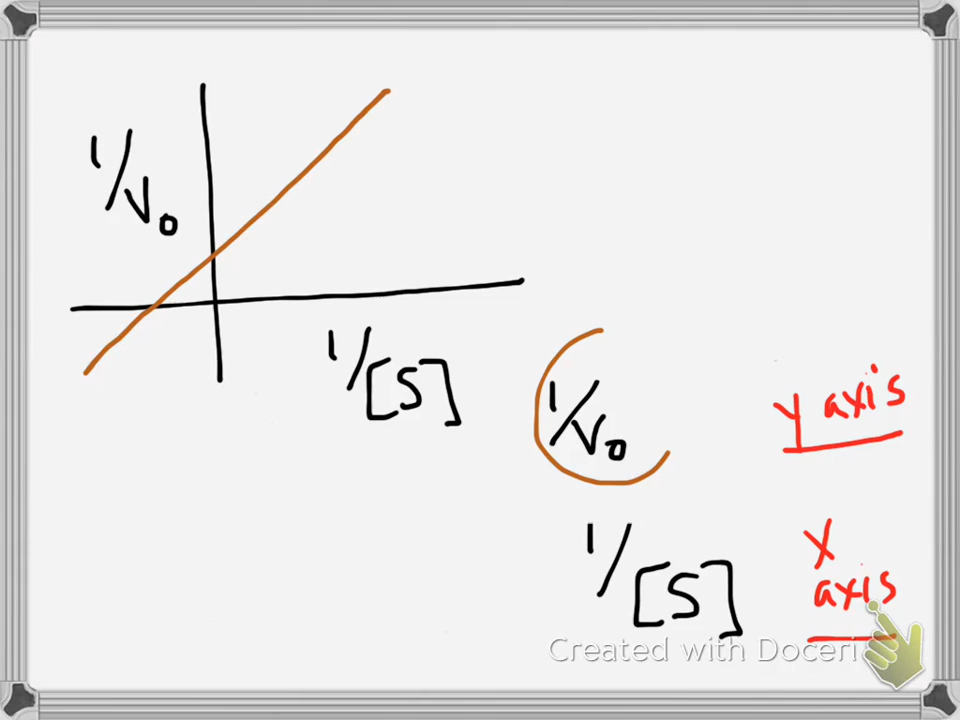 1/V₀
1/[S]
1/V₀
y axis
1/[S]
x
axis
Created with Doceri